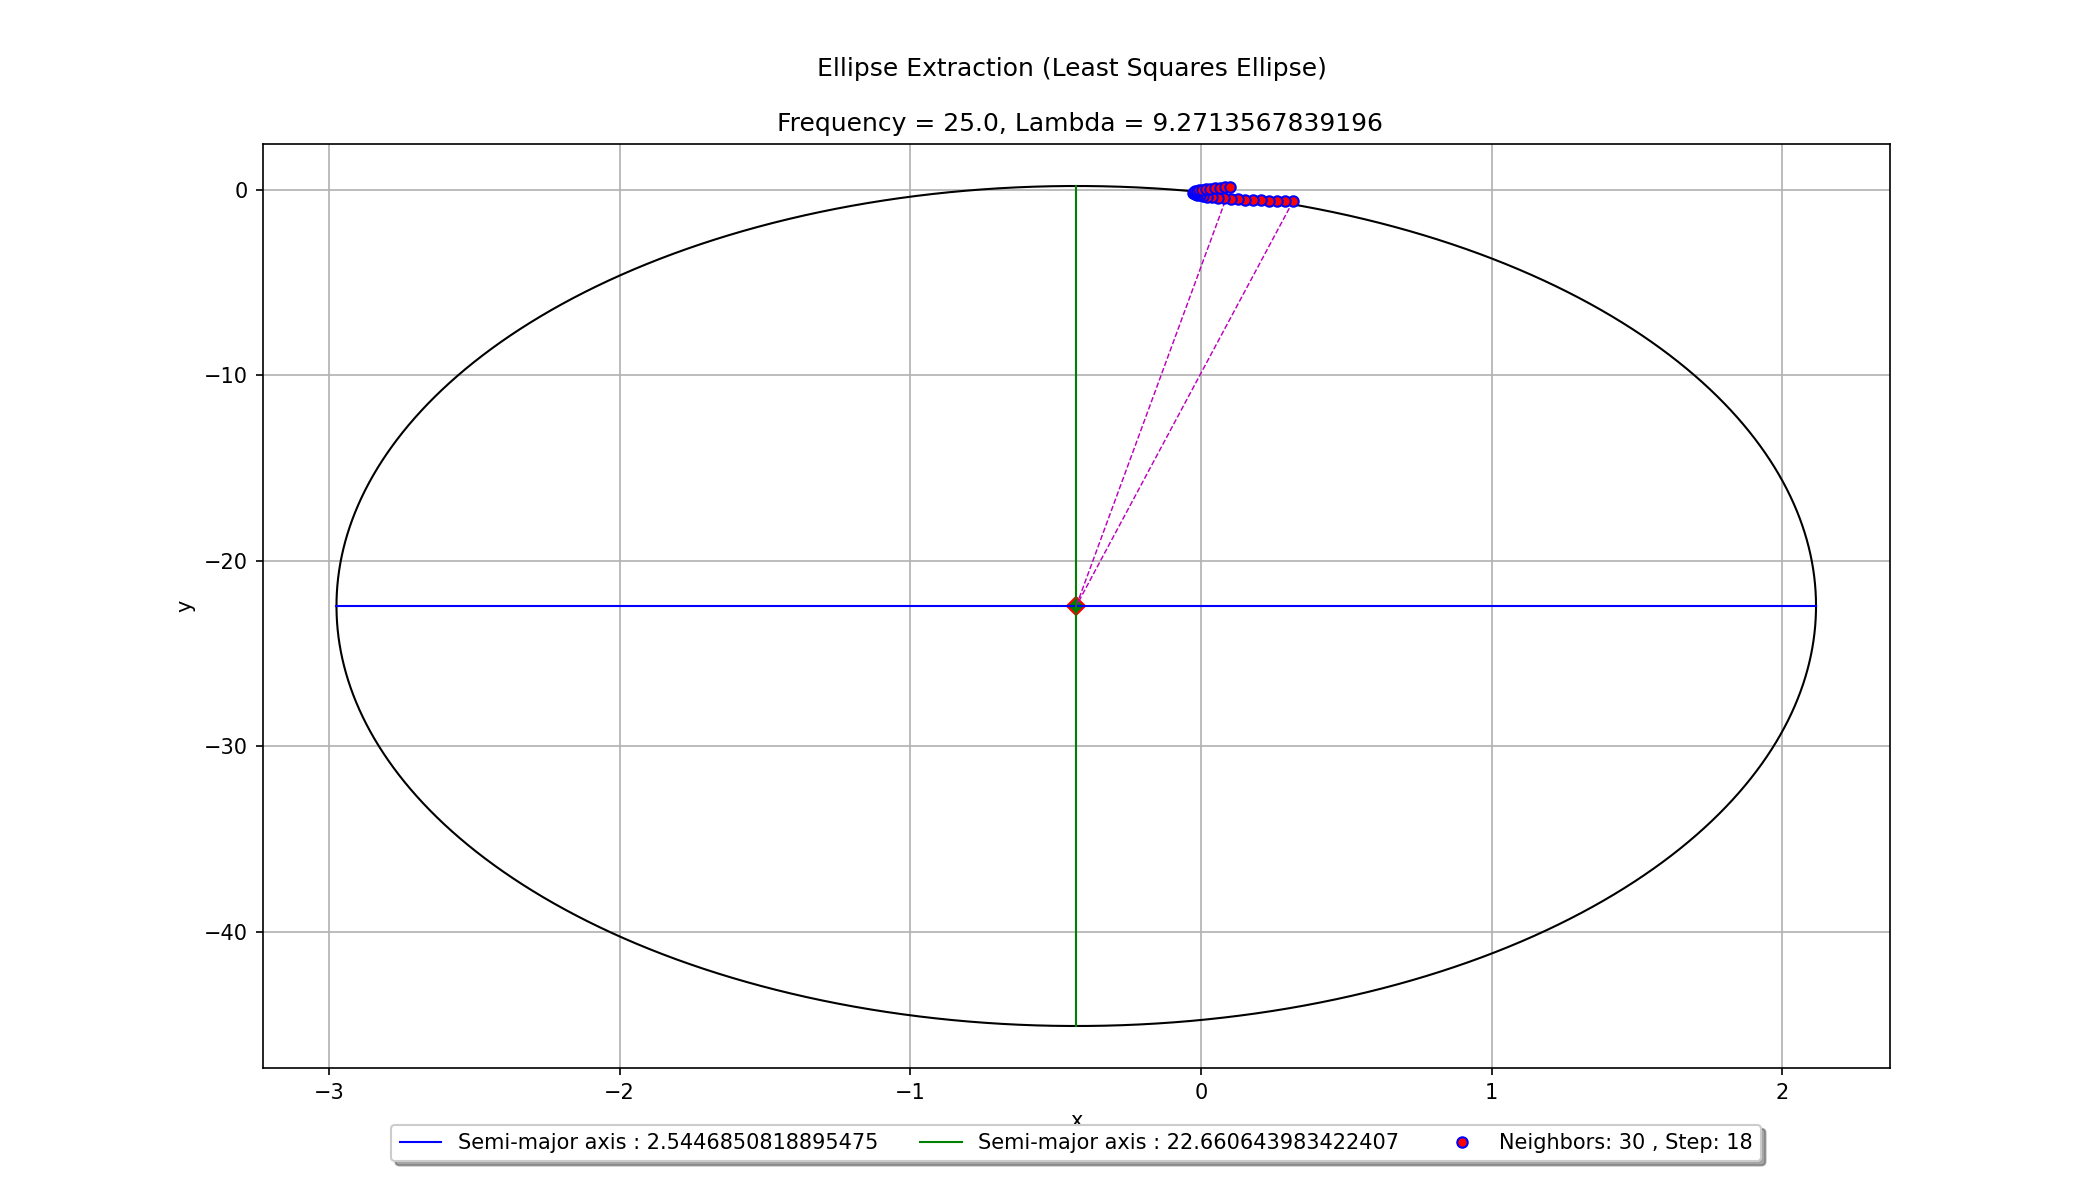 Ellipse Extraction (Least Squares Ellipse)
Frequency = 25.0, Lambda = 9.2713567839196
0
−10
−20
−30
−40
y
−3
−2
−1
0
1
2
x
Semi-major axis : 2.5446850818895475
Semi-major axis : 22.660643983422407
Neighbors: 30 , Step: 18